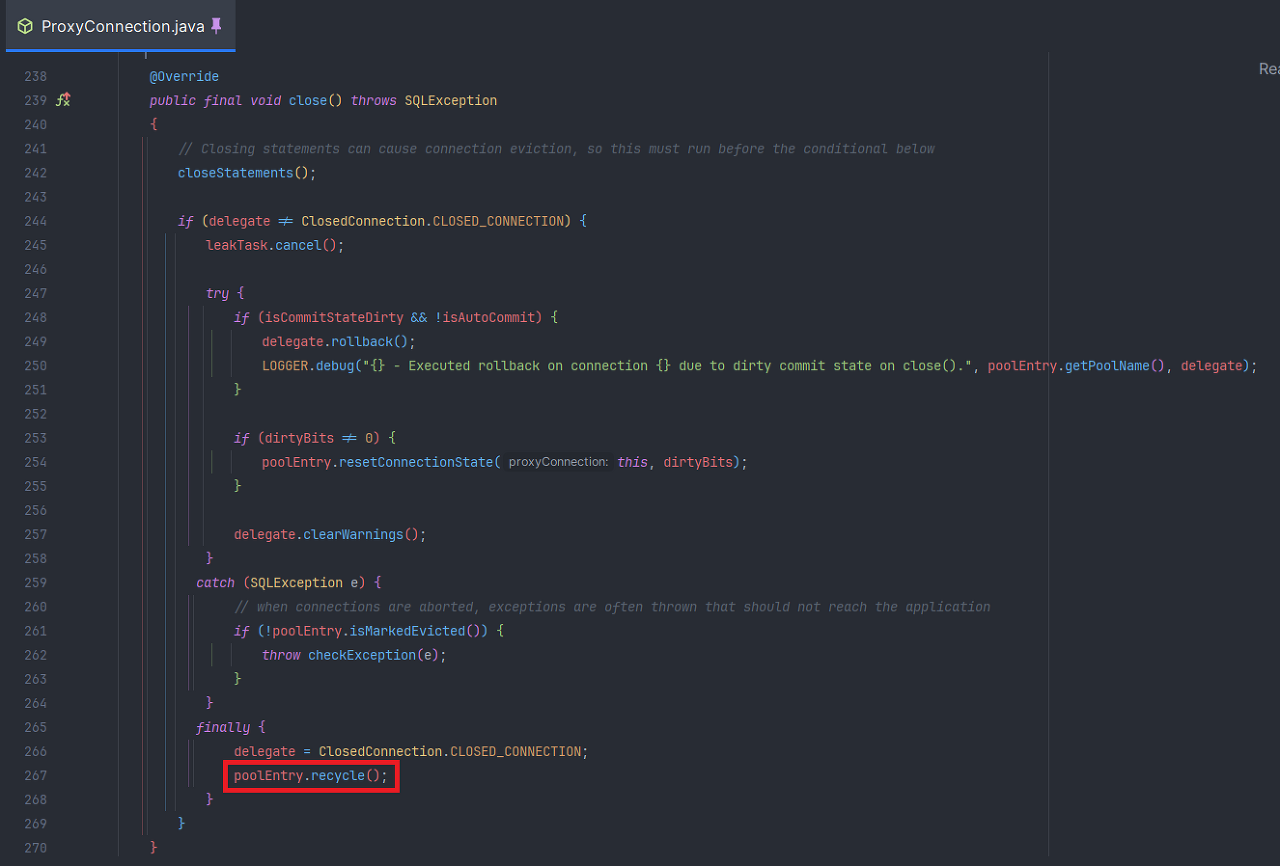 ProxyConnection.java
Rea
238 @Override
239 public final void close() throws SQLException
240 {
241 // Closing statements can cause connection eviction, so this must run before the conditional below
242 closeStatements();
243
244 if (delegate ≠ ClosedConnection.CLOSED_CONNECTION) {
245 leakTask.cancel();
246
247 try {
248 if (isCommitStateDirty && !isAutoCommit) {
249 delegate.rollback();
250 LOGGER.debug("{} - Executed rollback on connection {} due to dirty commit state on close().", poolEntry.getPoolName(), delegate);
251 }
252
253 if (dirtyBits ≠ 0) {
254 poolEntry.resetConnectionState( proxyConnection: this, dirtyBits);
255 }
256
257 delegate.clearWarnings();
258 }
259 catch (SQLException e) {
260 // when connections are aborted, exceptions are often thrown that should not reach the application
261 if (!poolEntry.isMarkedEvicted()) {
262 throw checkException(e);
263 }
264 }
265 finally {
266 delegate = ClosedConnection.CLOSED_CONNECTION;
267 poolEntry.recycle();
268 }
269 }
270 }